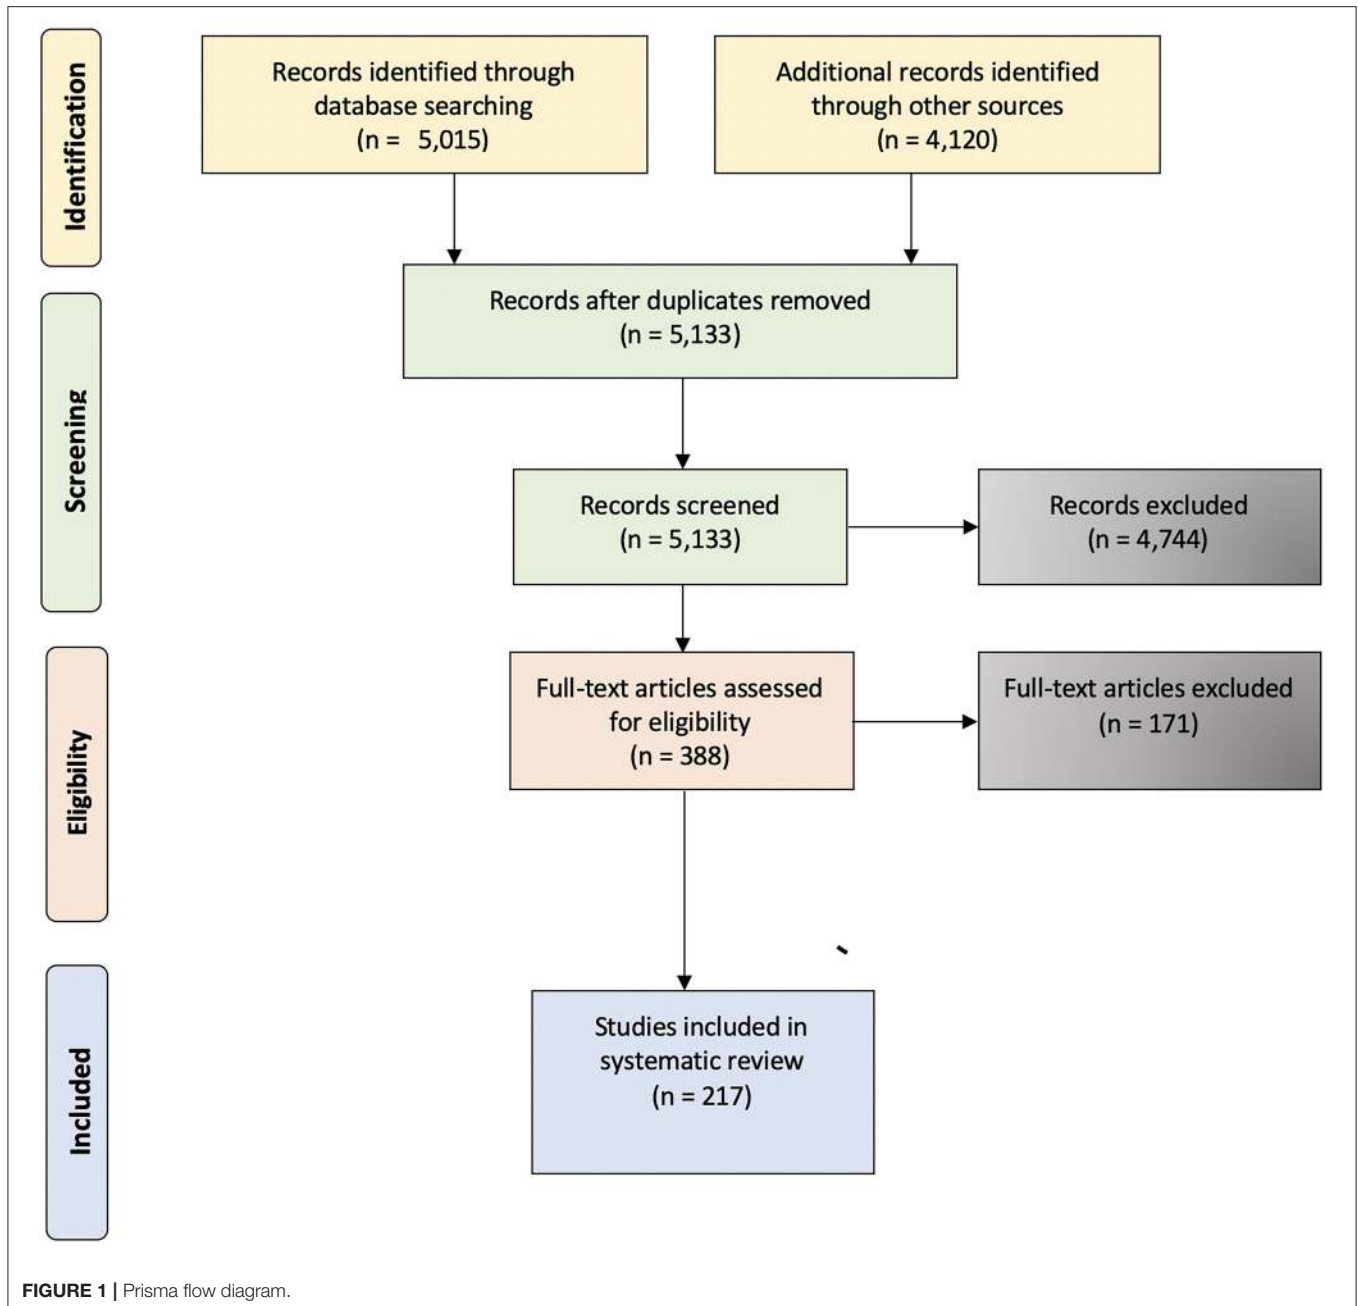 Identification
Records identified through
database searching
(n = 5,015)
Additional records identified
through other sources
(n = 4,120)
Screening
Records after duplicates removed
(n = 5,133)
Records screened
(n = 5,133)
Records excluded
(n = 4,744)
Eligibility
Full-text articles assessed
for eligibility
(n = 388)
Full-text articles excluded
(n = 171)
Included
Studies included in
systematic review
(n = 217)
FIGURE 1 | Prisma flow diagram.